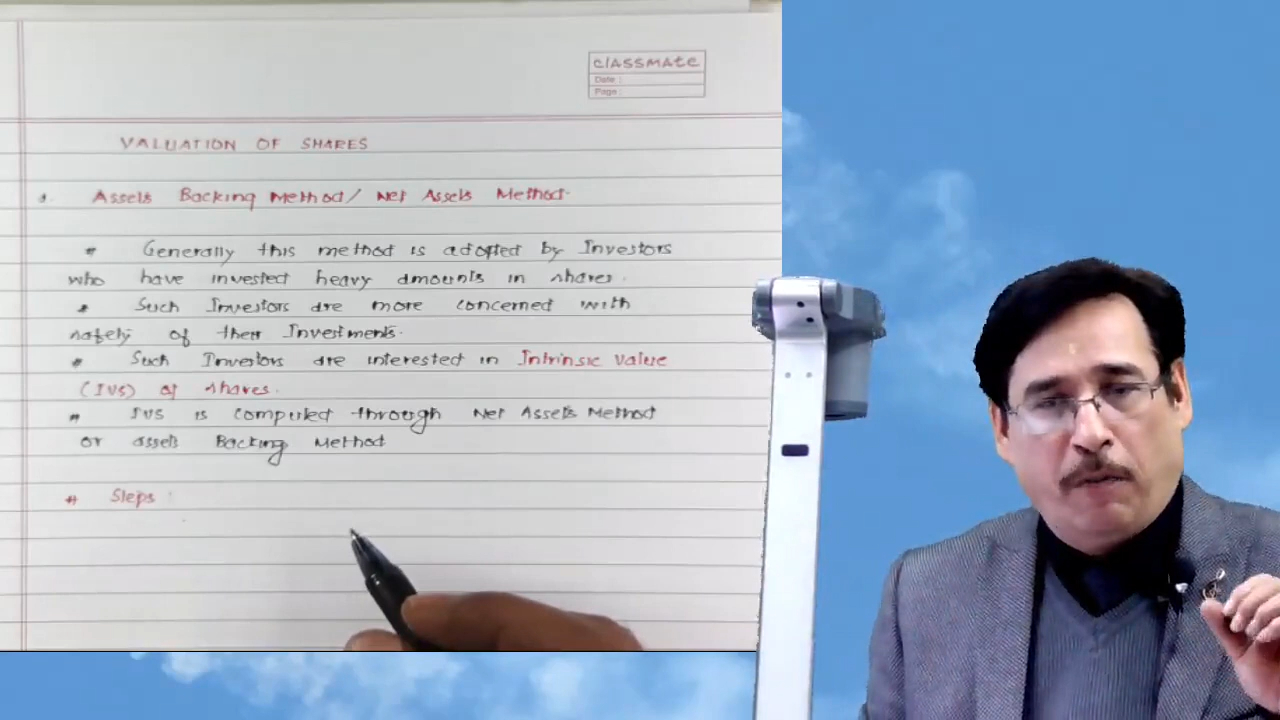 classmate
Date :
Page :
VALUATION OF SHARES
Assets Backing Method/ Net Assets Method.
* Generally this method is adopted by Investors
who have invested heavy amounts in shares.
* Such Investors are more concerned with
safety of their Investments.
* Such Investors are interested in Intrinsic Value
(IVS) of shares.
* IVS is computed through Net Assets Method
or assets Backing Method
* Steps :